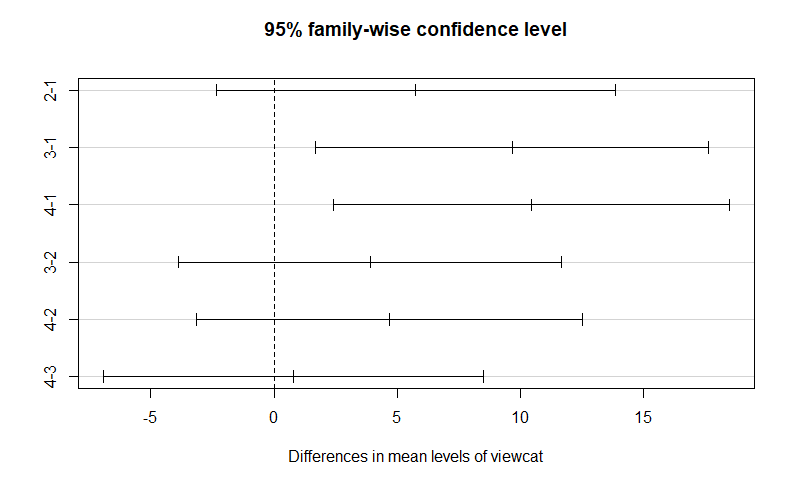 95% family-wise confidence level
2-1
3-1
4-1
3-2
4-2
4-3
-5 0 5 10 15
Differences in mean levels of viewcat